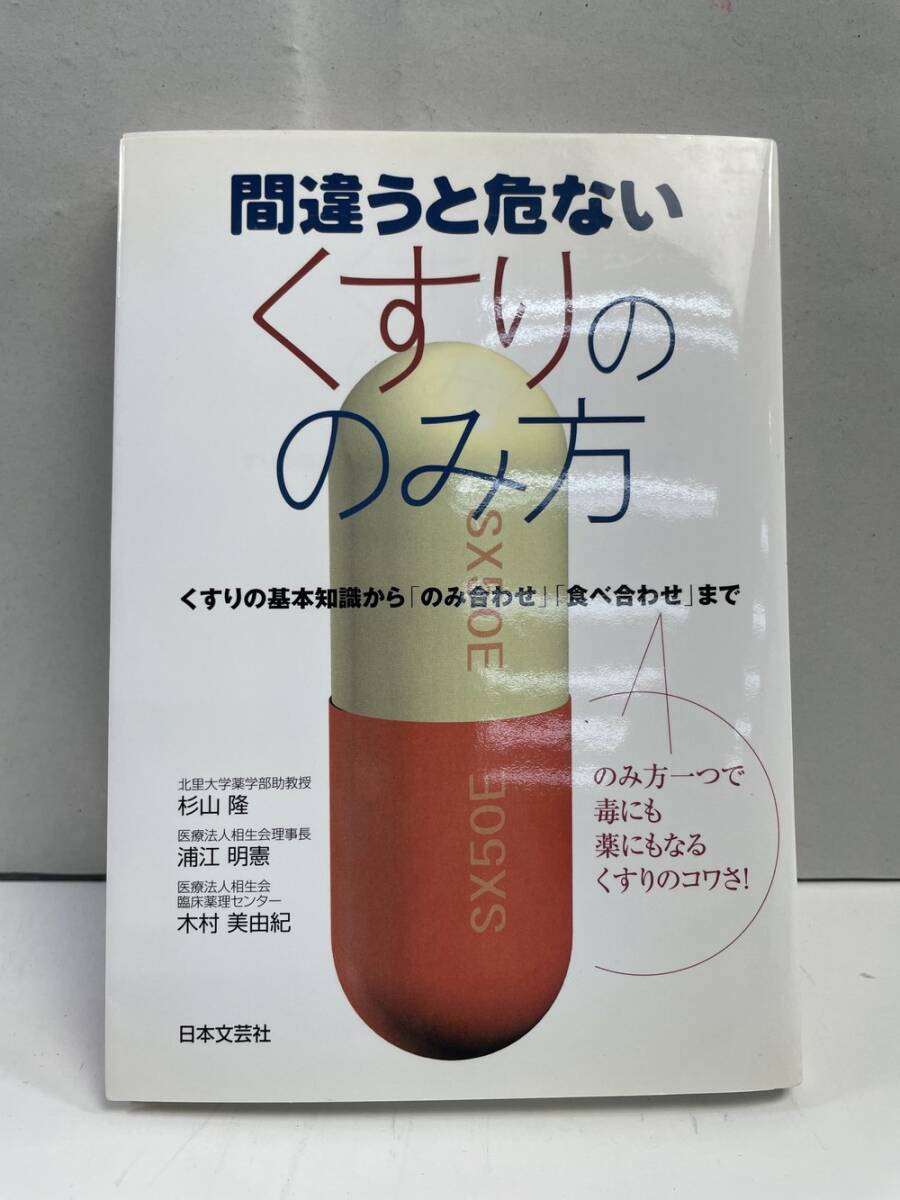 間違うと危ない
くすりの
のみ方
SX50E
くすりの基本知識から「のみ合わせ」「食べ合わせ」まで
SX50E
のみ方一つで
毒にも
薬にもなる
くすりのコワさ!
北里大学薬学部助教授
杉山 隆
医療法人相生会理事長
浦江 明憲
医療法人相生会
臨床薬理センター
木村 美由紀
日本文芸社